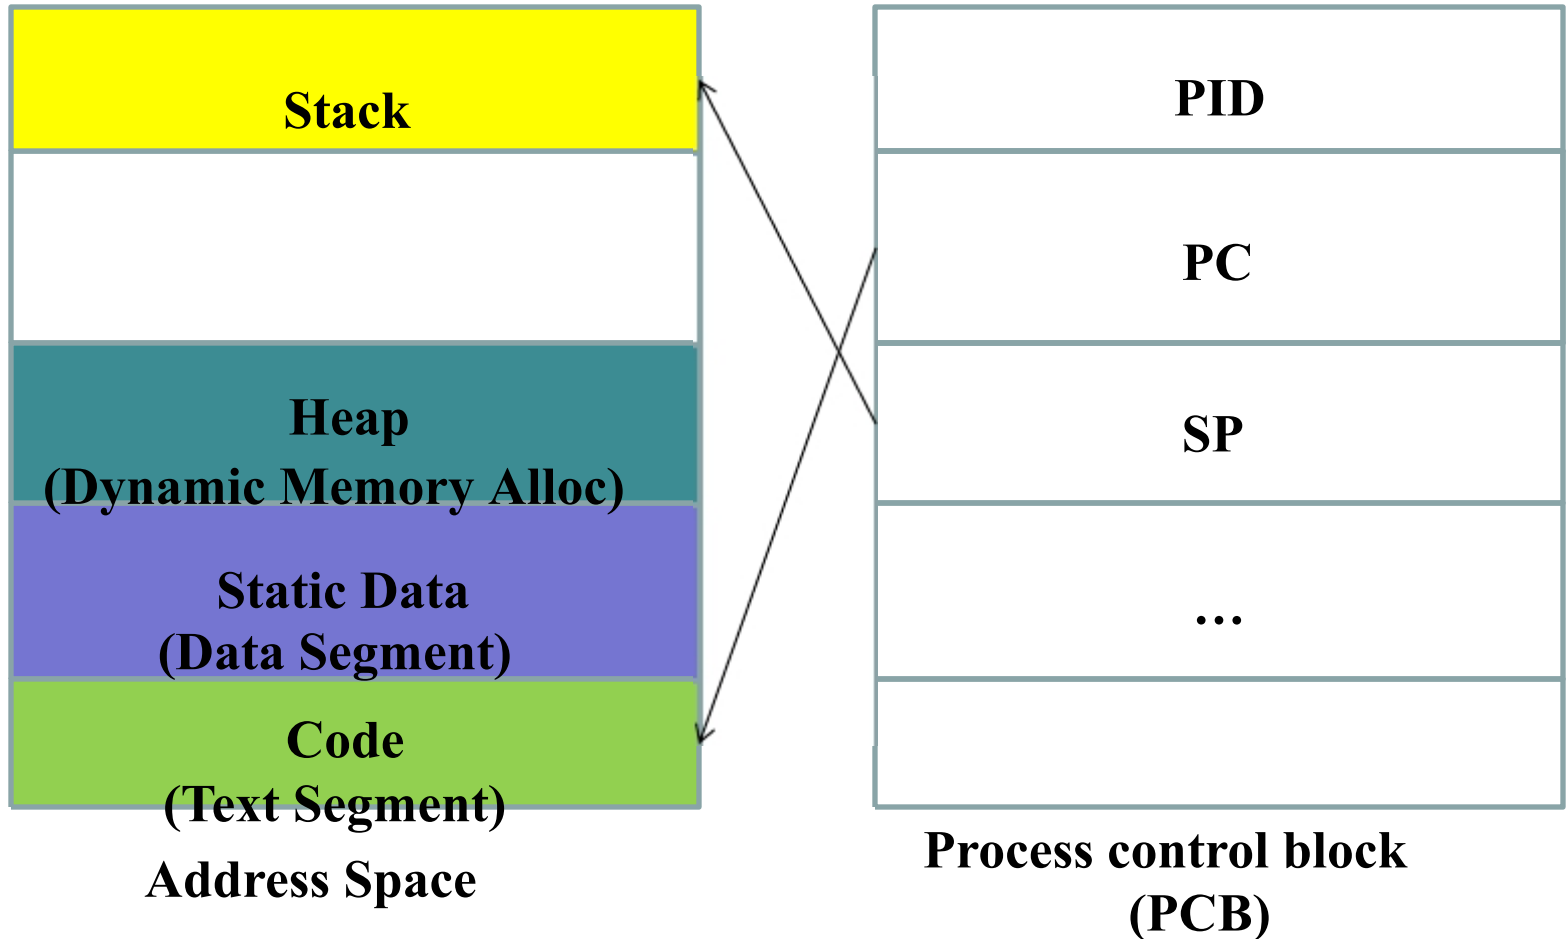 Stack
Heap
(Dynamic Memory Alloc)
Static Data
(Data Segment)
Code
(Text Segment)
Address Space
PID
PC
SP
...
Process control block
(PCB)